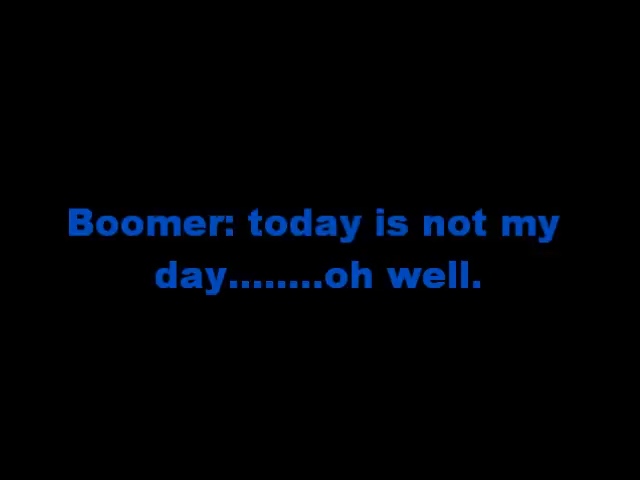 Boomer: today is not my
day........oh well.